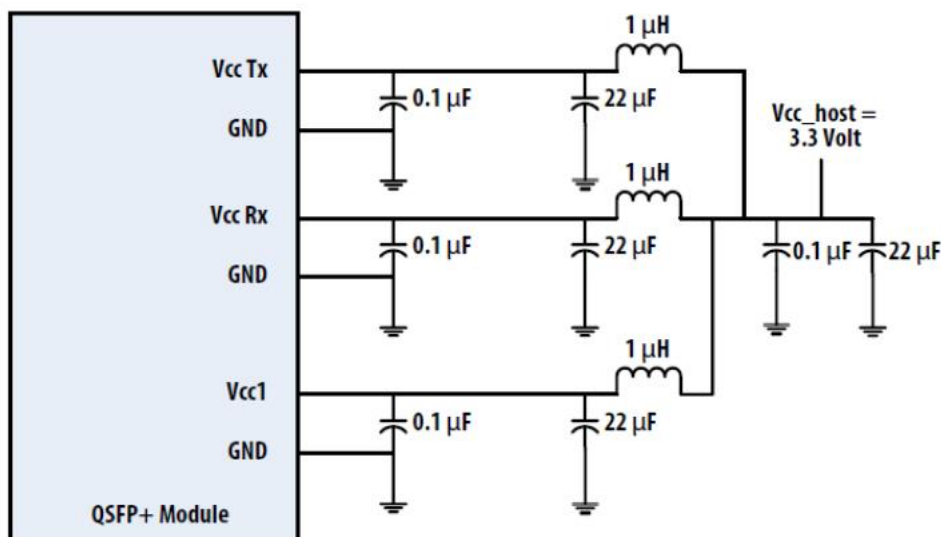 1 μH
Vcc Tx
0.1 μF
22 μF
GND
Vcc_host =
3.3 Volt
1 μH
Vcc Rx
0.1 μF
22 μF
0.1 μF
22 μF
GND
1 μH
Vcc1
0.1 μF
22 μF
GND
QSFP+ Module